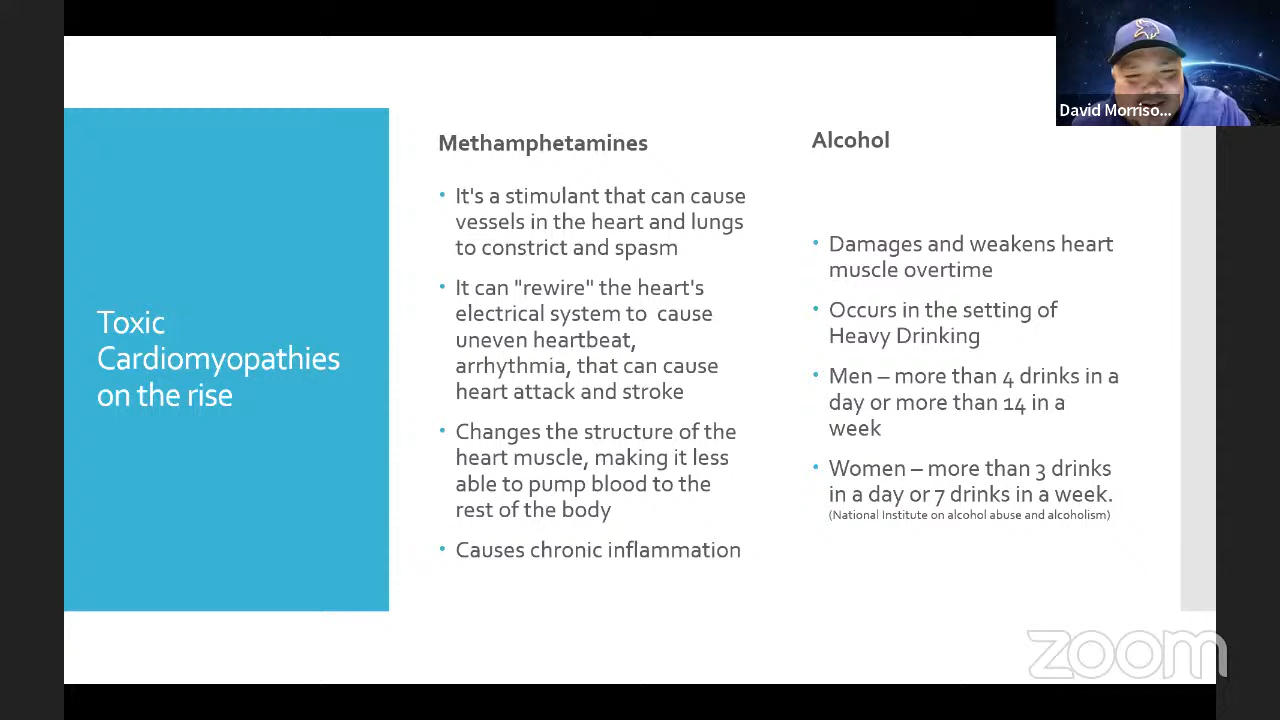 David Morriso...
Toxic
Cardiomyopathies
on the rise
Methamphetamines
• It's a stimulant that can cause
vessels in the heart and lungs
to constrict and spasm
• It can "rewire" the heart's
electrical system to  cause
uneven heartbeat,
arrhythmia, that can cause
heart attack and stroke
• Changes the structure of the
heart muscle, making it less
able to pump blood to the
rest of the body
• Causes chronic inflammation
Alcohol
• Damages and weakens heart
muscle overtime
• Occurs in the setting of
Heavy Drinking
• Men – more than 4 drinks in a
day or more than 14 in a
week
• Women – more than 3 drinks
in a day or 7 drinks in a week.
(National Institute on alcohol abuse and alcoholism)
zoom